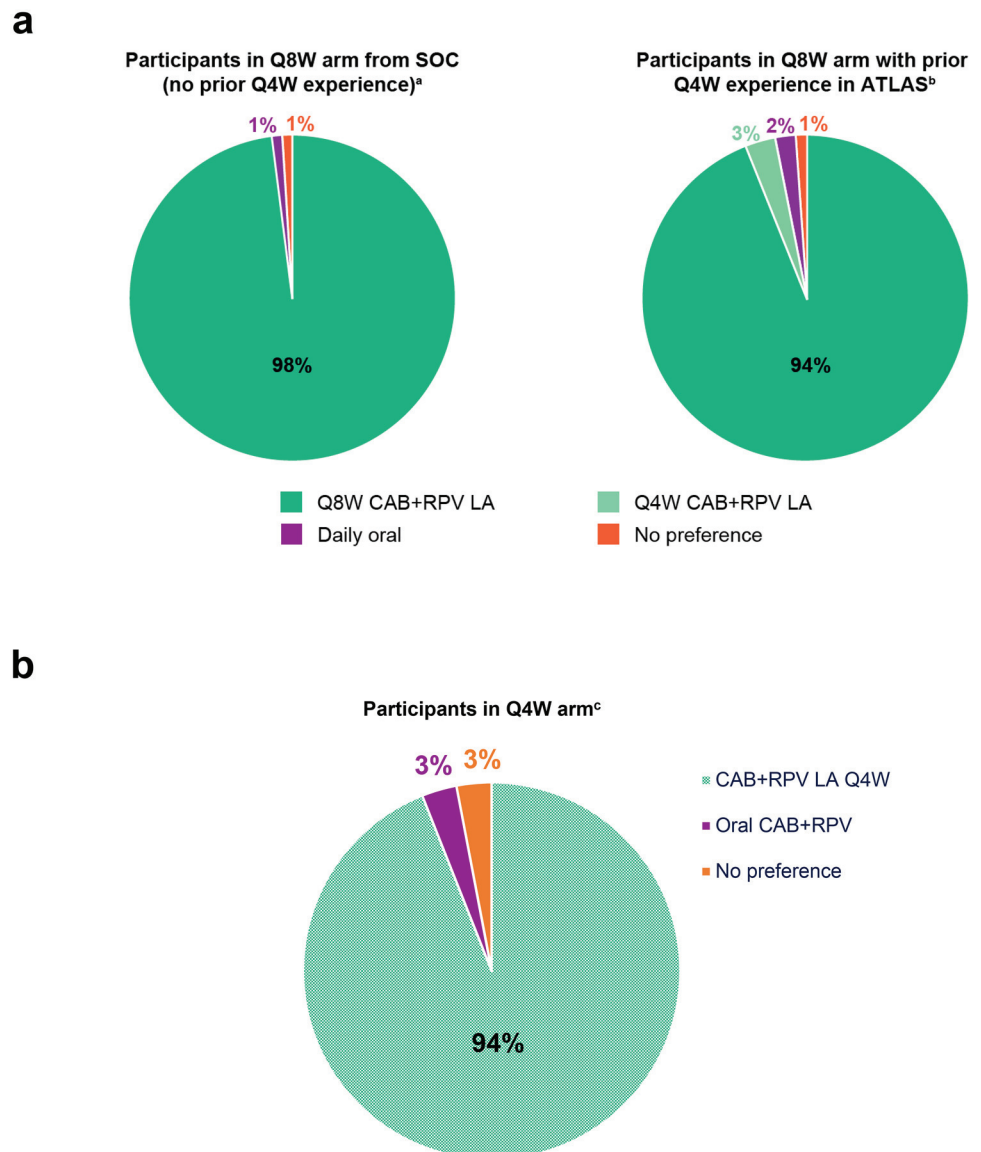 a
Participants in Q8W arm from SOC
(no prior Q4W experience)ᵃ
1%
1%
98%
Participants in Q8W arm with prior
Q4W experience in ATLASᵇ
3%
2%
1%
94%
Q8W CAB+RPV LA
Q4W CAB+RPV LA
Daily oral
No preference
b
Participants in Q4W armᶜ
3%
3%
94%
CAB+RPV LA Q4W
Oral CAB+RPV
No preference